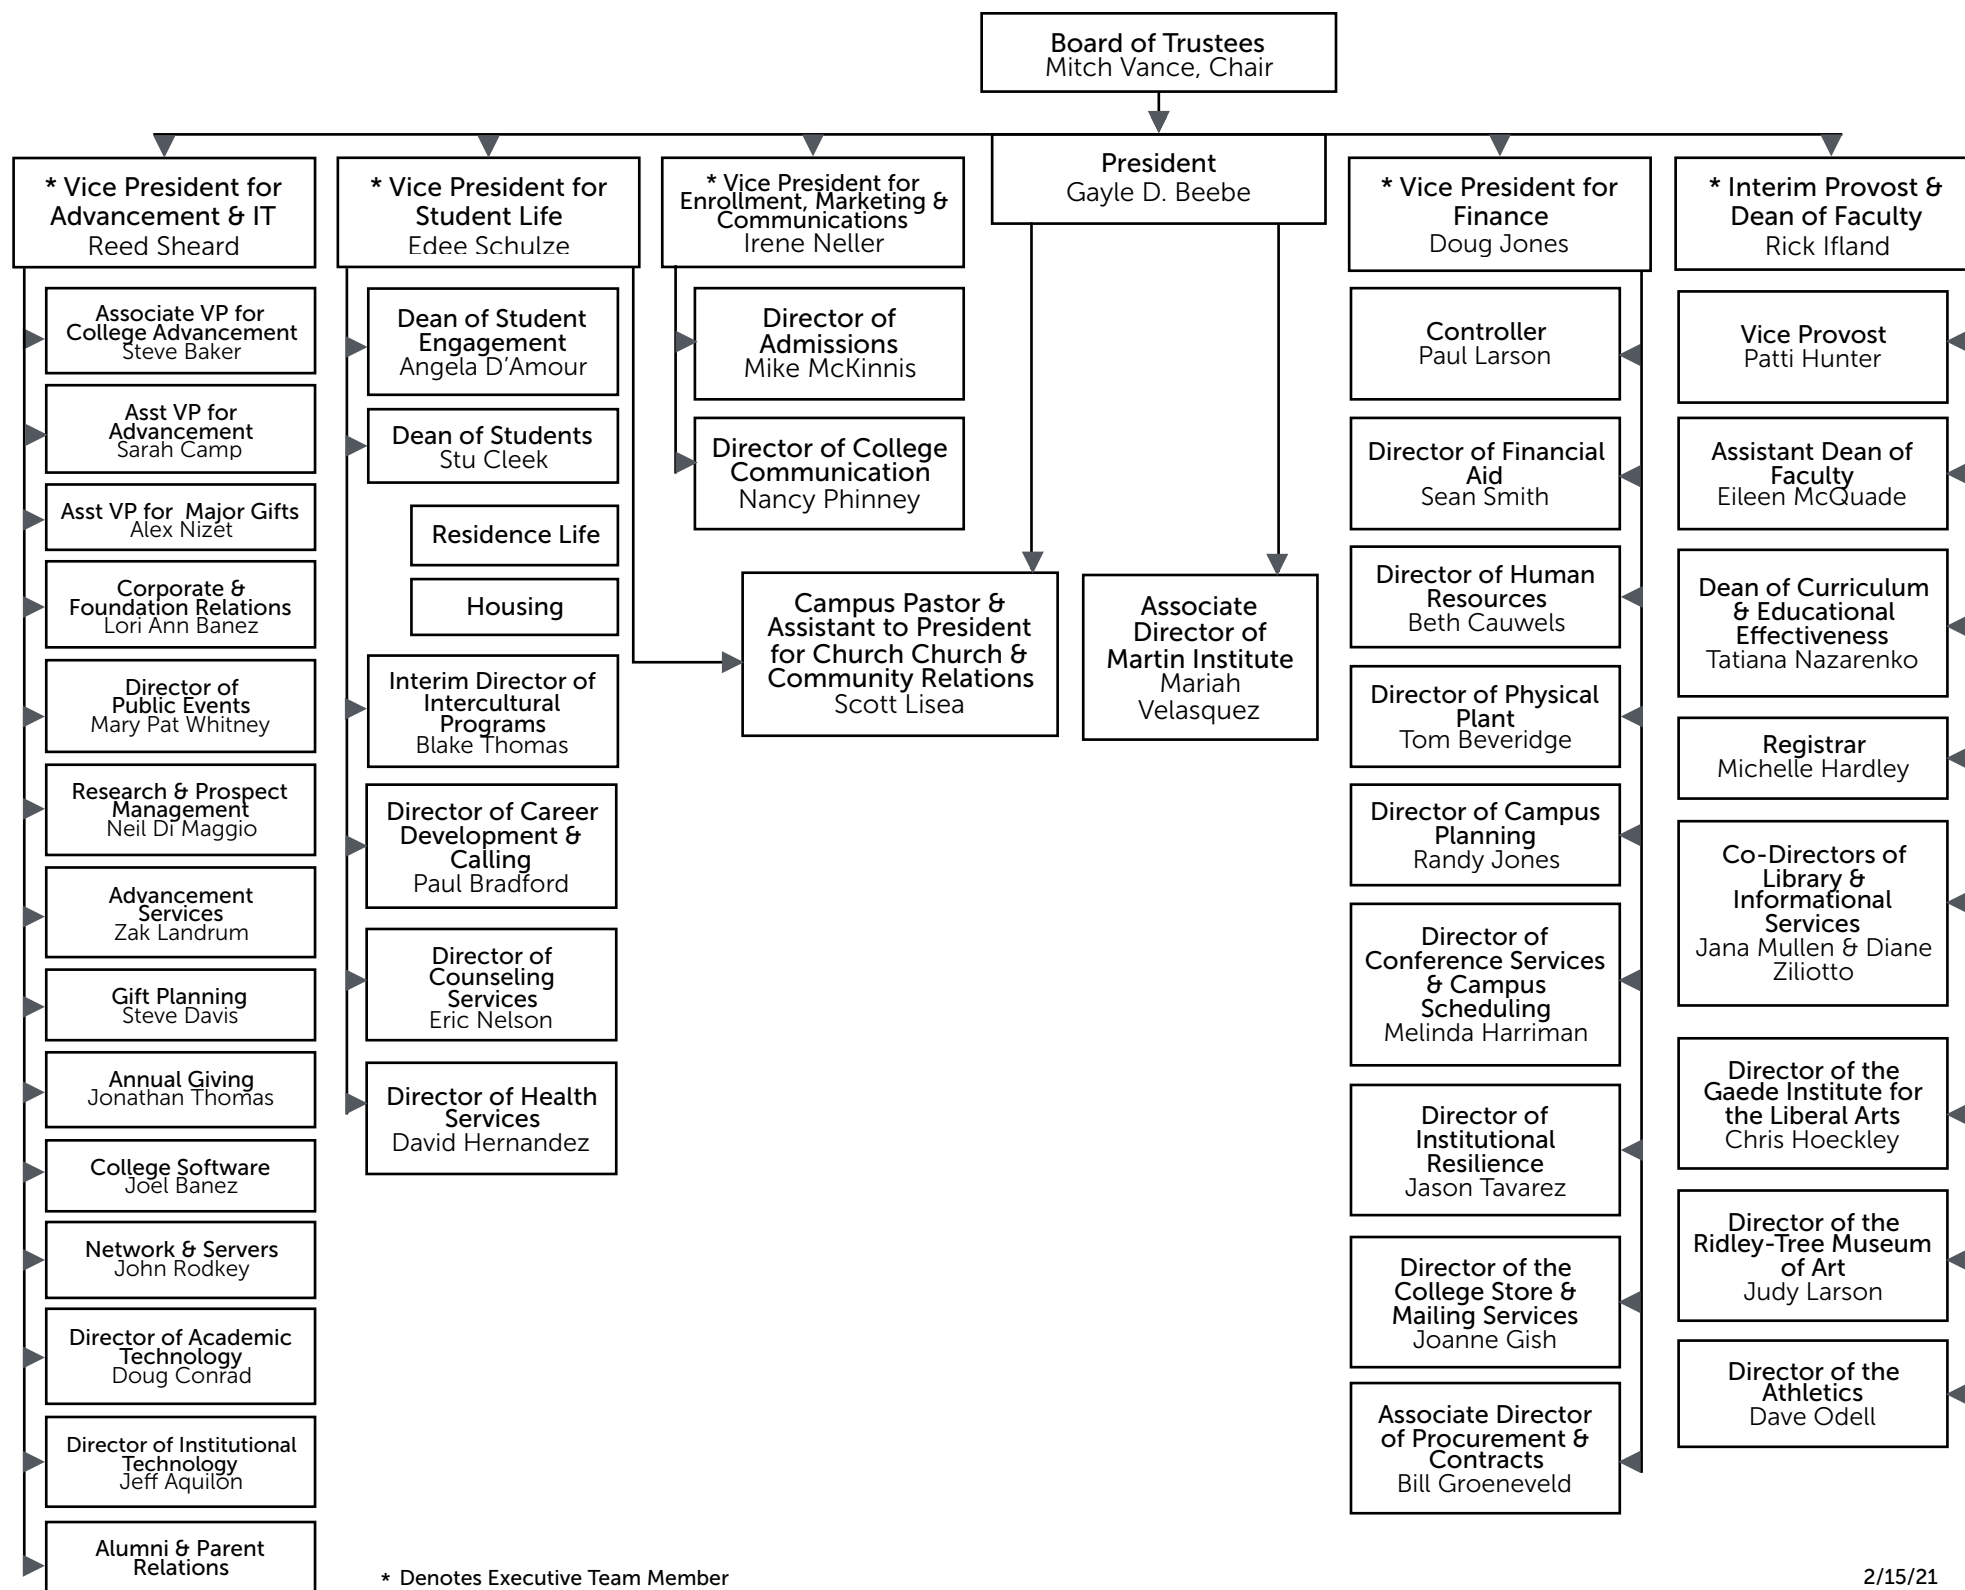 Board of Trustees
Mitch Vance, Chair
President
Gayle D. Beebe
* Vice President for
Advancement & IT
Reed Sheard
Associate VP for
College Advancement
Steve Baker
Asst VP for
Advancement
Sarah Camp
Asst VP for  Major Gifts
Alex Nizet
Corporate &
Foundation Relations
Lori Ann Banez
Director of
Public Events
Mary Pat Whitney
Research & Prospect
Management
Neil Di Maggio
Advancement
Services
Zak Landrum
Gift Planning
Steve Davis
Annual Giving
Jonathan Thomas
College Software
Joel Banez
Network & Servers
John Rodkey
Director of Academic
Technology
Doug Conrad
Director of Institutional
Technology
Jeff Aquilon
Alumni & Parent
Relations
* Vice President for
Student Life
Edee Schulze
Dean of Student
Engagement
Angela D’Amour
Dean of Students
Stu Cleek
Residence Life
Housing
Interim Director of
Intercultural
Programs
Blake Thomas
Director of Career
Development &
Calling
Paul Bradford
Director of
Counseling
Services
Eric Nelson
Director of Health
Services
David Hernandez
* Vice President for
Enrollment, Marketing &
Communications
Irene Neller
Director of
Admissions
Mike McKinnis
Director of College
Communication
Nancy Phinney
Campus Pastor &
Assistant to President
for Church Church &
Community Relations
Scott Lisea
Associate
Director of
Martin Institute
Mariah
Velasquez
* Vice President for
Finance
Doug Jones
Controller
Paul Larson
Director of Financial
Aid
Sean Smith
Director of Human
Resources
Beth Cauwels
Director of Physical
Plant
Tom Beveridge
Director of Campus
Planning
Randy Jones
Director of
Conference Services
& Campus
Scheduling
Melinda Harriman
Director of
Institutional
Resilience
Jason Tavarez
Director of the
College Store &
Mailing Services
Joanne Gish
Associate Director
of Procurement &
Contracts
Bill Groeneveld
* Interim Provost &
Dean of Faculty
Rick Ifland
Vice Provost
Patti Hunter
Assistant Dean of
Faculty
Eileen McQuade
Dean of Curriculum
& Educational
Effectiveness
Tatiana Nazarenko
Registrar
Michelle Hardley
Co-Directors of
Library &
Informational
Services
Jana Mullen & Diane
Ziliotto
Director of the
Gaede Institute for
the Liberal Arts
Chris Hoeckley
Director of the
Ridley-Tree Museum
of Art
Judy Larson
Director of the
Athletics
Dave Odell
* Denotes Executive Team Member
2/15/21